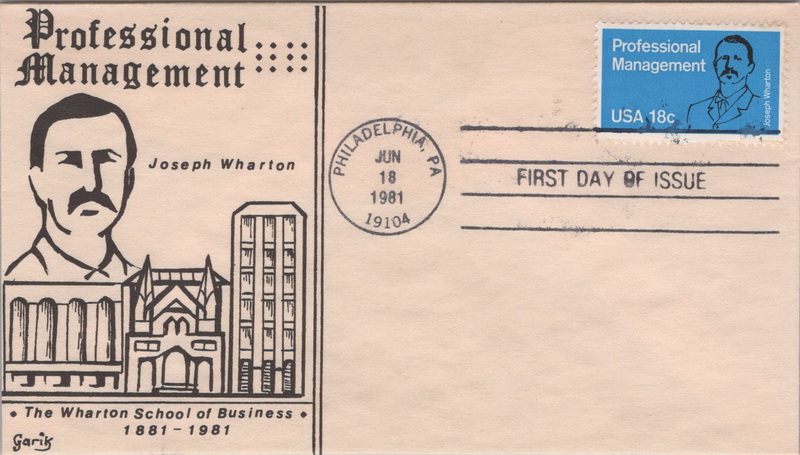 Professional
Management
Joseph Wharton
The Wharton School of Business
1881-1981
Garik
PHILADELPHIA, PA
JUN
18
1981
19104
FIRST DAY OF ISSUE
Professional
Management
USA 18c
Joseph Wharton